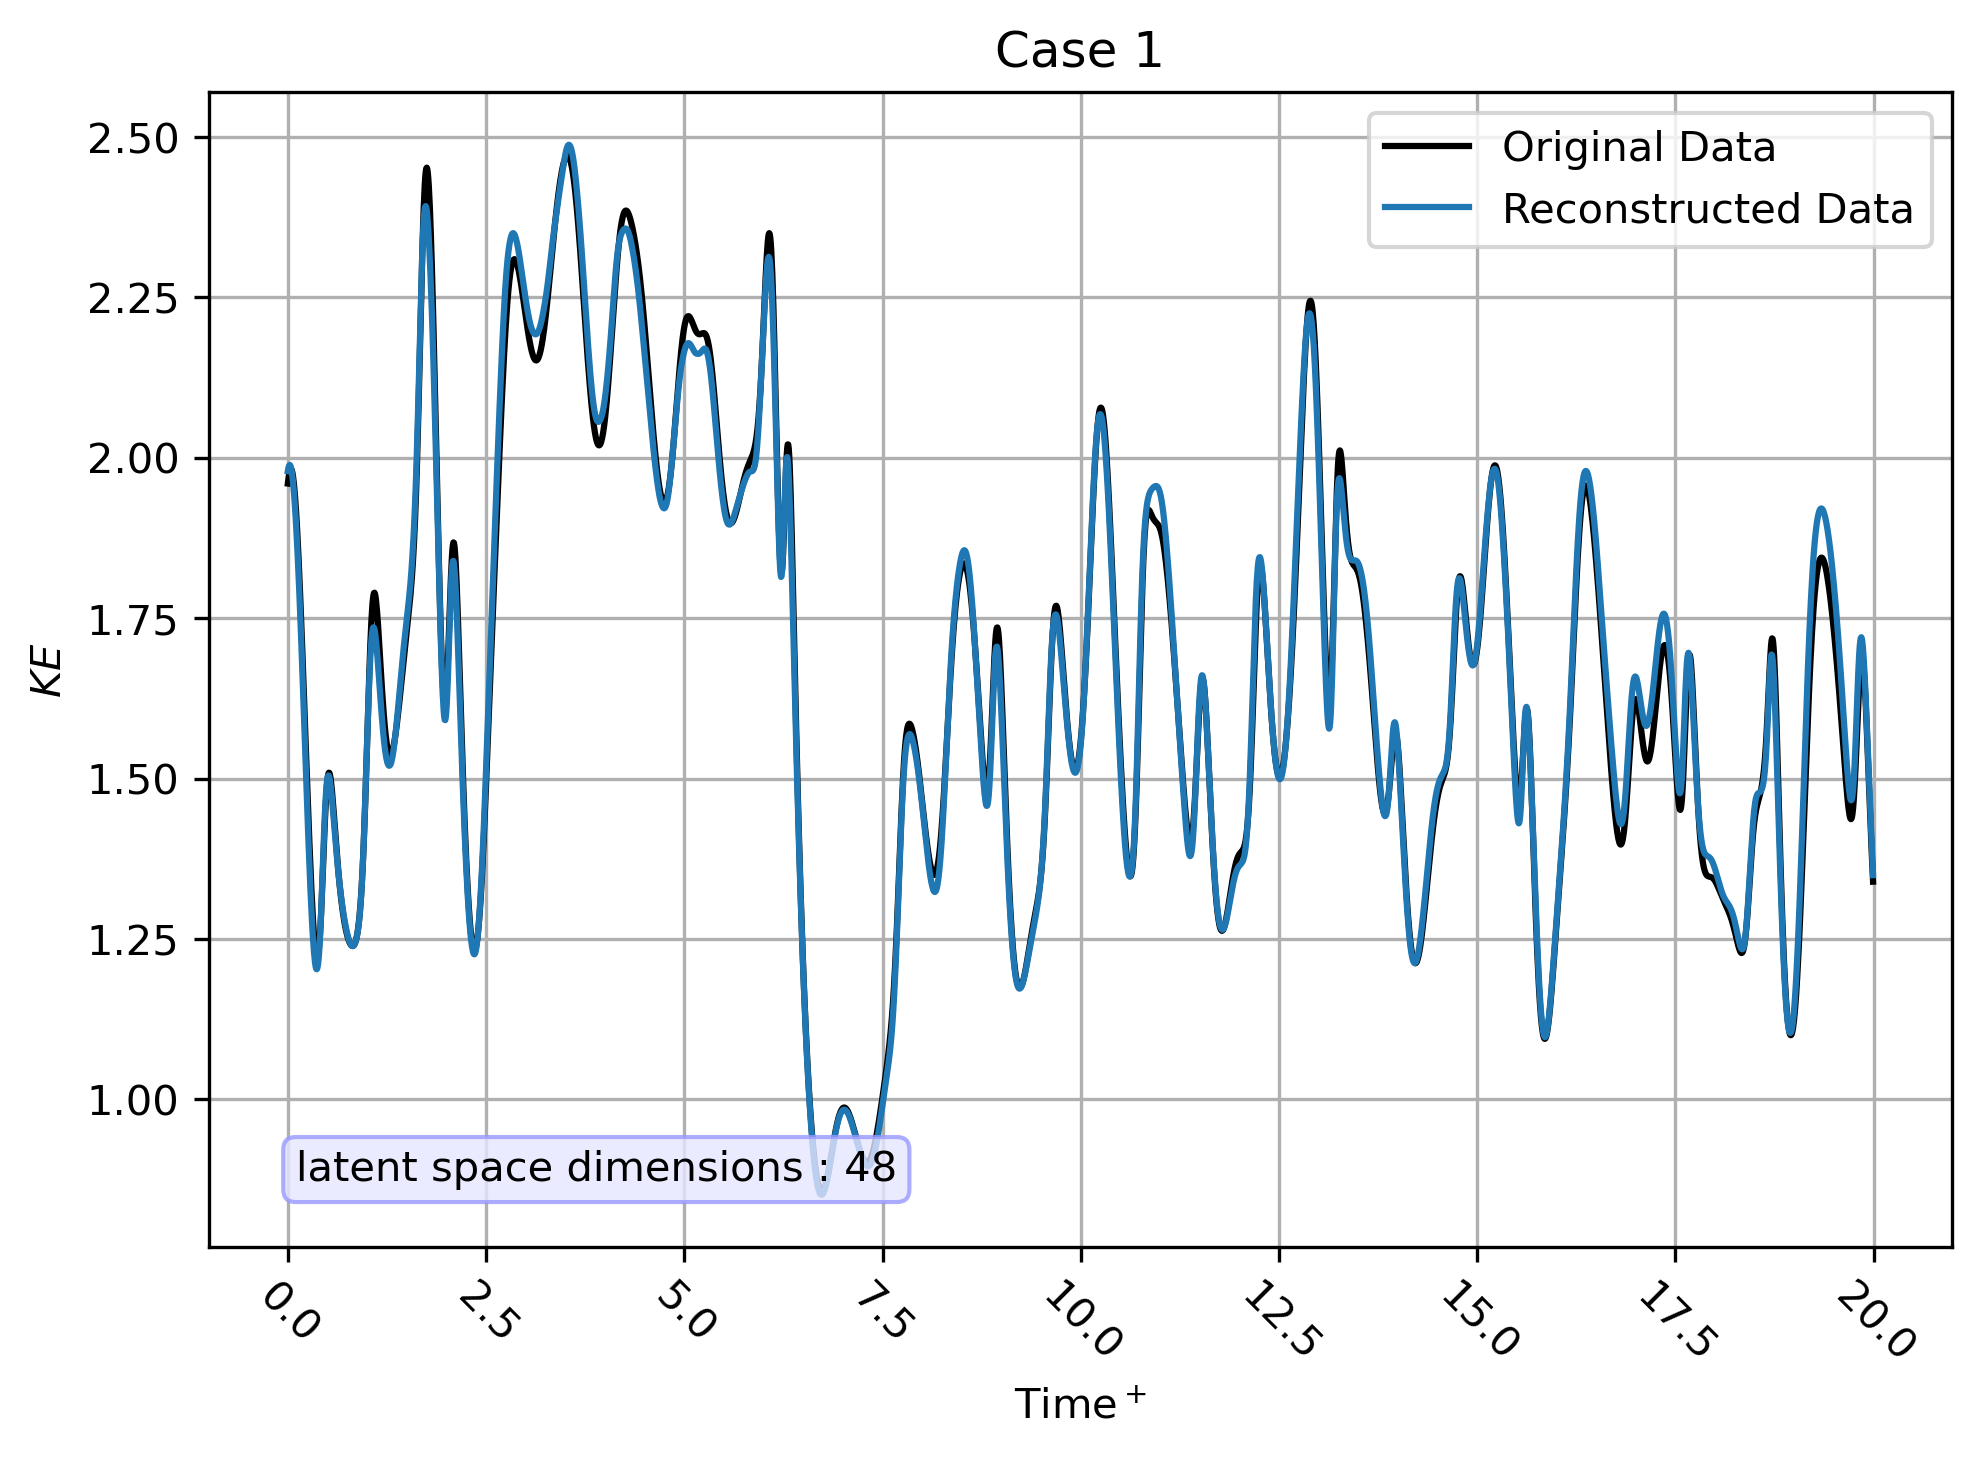 Case 1
Original Data
Reconstructed Data
2.50
2.25
2.00
1.75
1.50
1.25
1.00
KE
latent space dimensions : 48
0.0 2.5 5.0 7.5 10.0 12.5 15.0 17.5 20.0
Time⁺